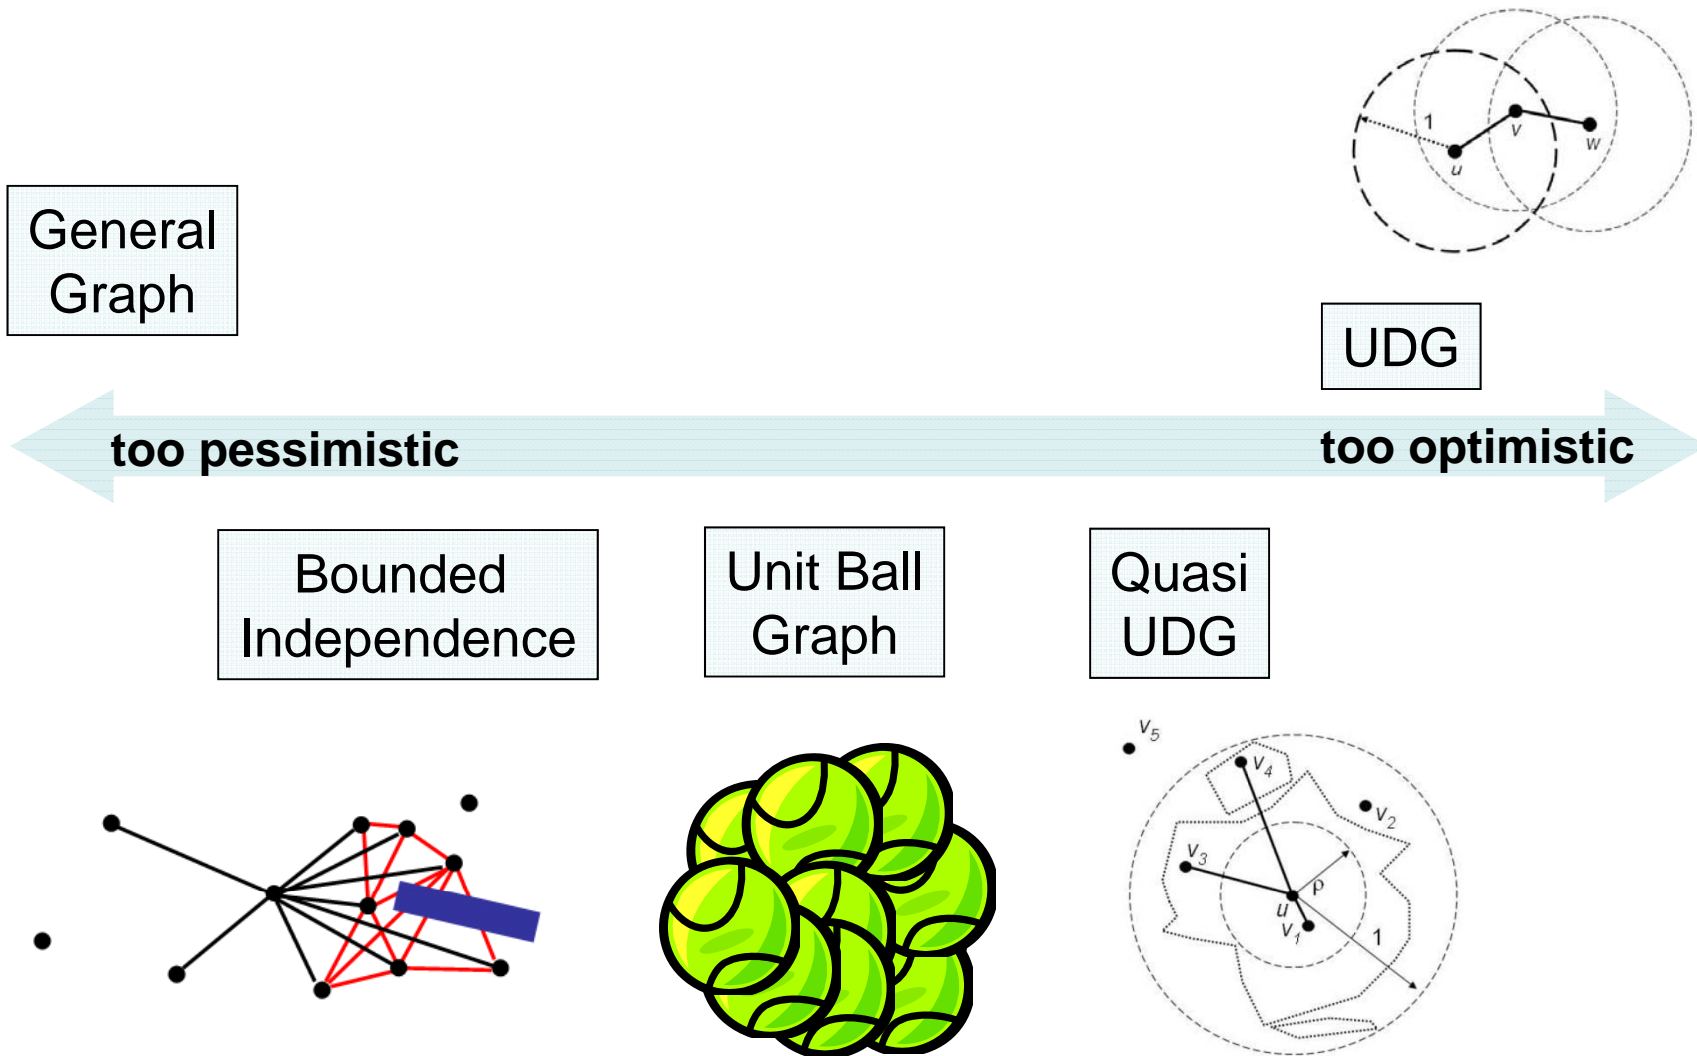 1
v
w
u
General
Graph
UDG
too pessimistic
too optimistic
Bounded
Independence
Unit Ball
Graph
Quasi
UDG
v5
v4
v2
v3
ρ
u
v1
1